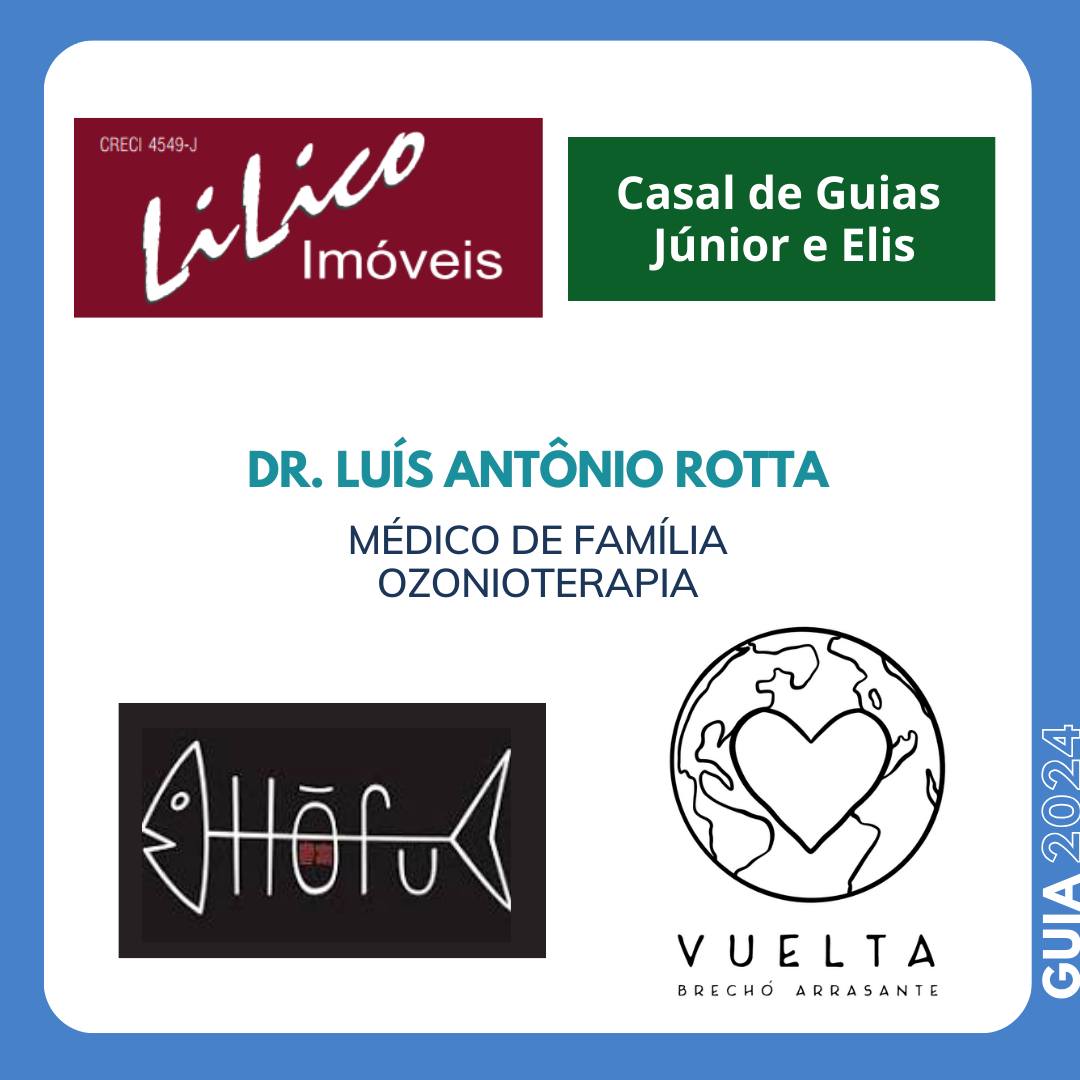 CRECI 4549-J
LiLico
Imóveis
Casal de Guias
Júnior e Elis
DR. LUÍS ANTÔNIO ROTTA
MÉDICO DE FAMÍLIA
OZONIOTERAPIA
Hōfu
VUELTA
BRECHÓ ARRASANTE
GUIA 2024